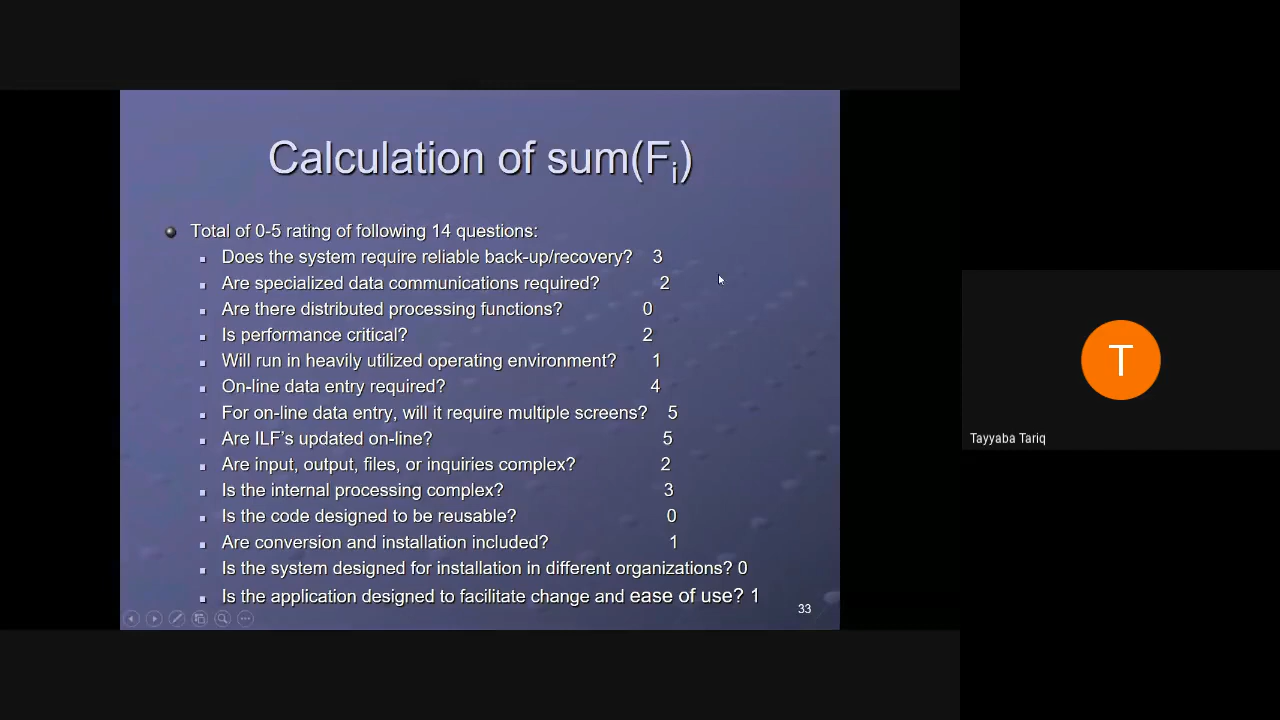 Calculation of sum(Fi)
Total of 0-5 rating of following 14 questions:
Does the system require reliable back-up/recovery? 3
Are specialized data communications required? 2
Are there distributed processing functions? 0
Is performance critical? 2
Will run in heavily utilized operating environment? 1
On-line data entry required? 4
For on-line data entry, will it require multiple screens? 5
Are ILF's updated on-line? 5
Are input, output, files, or inquiries complex? 2
Is the internal processing complex? 3
Is the code designed to be reusable? 0
Are conversion and installation included? 1
Is the system designed for installation in different organizations? 0
Is the application designed to facilitate change and ease of use? 1
33
T
Tayyaba Tariq